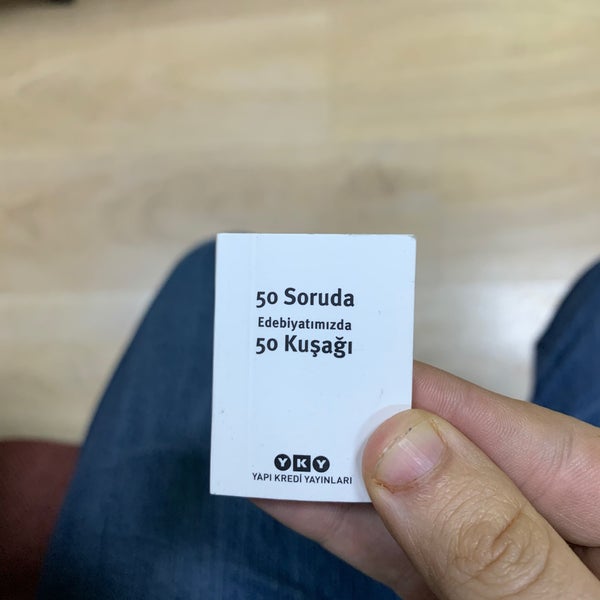 50 Soruda
Edebiyatımızda
50 Kuşağı
YKY
YAPI KREDİ YAYINLARI